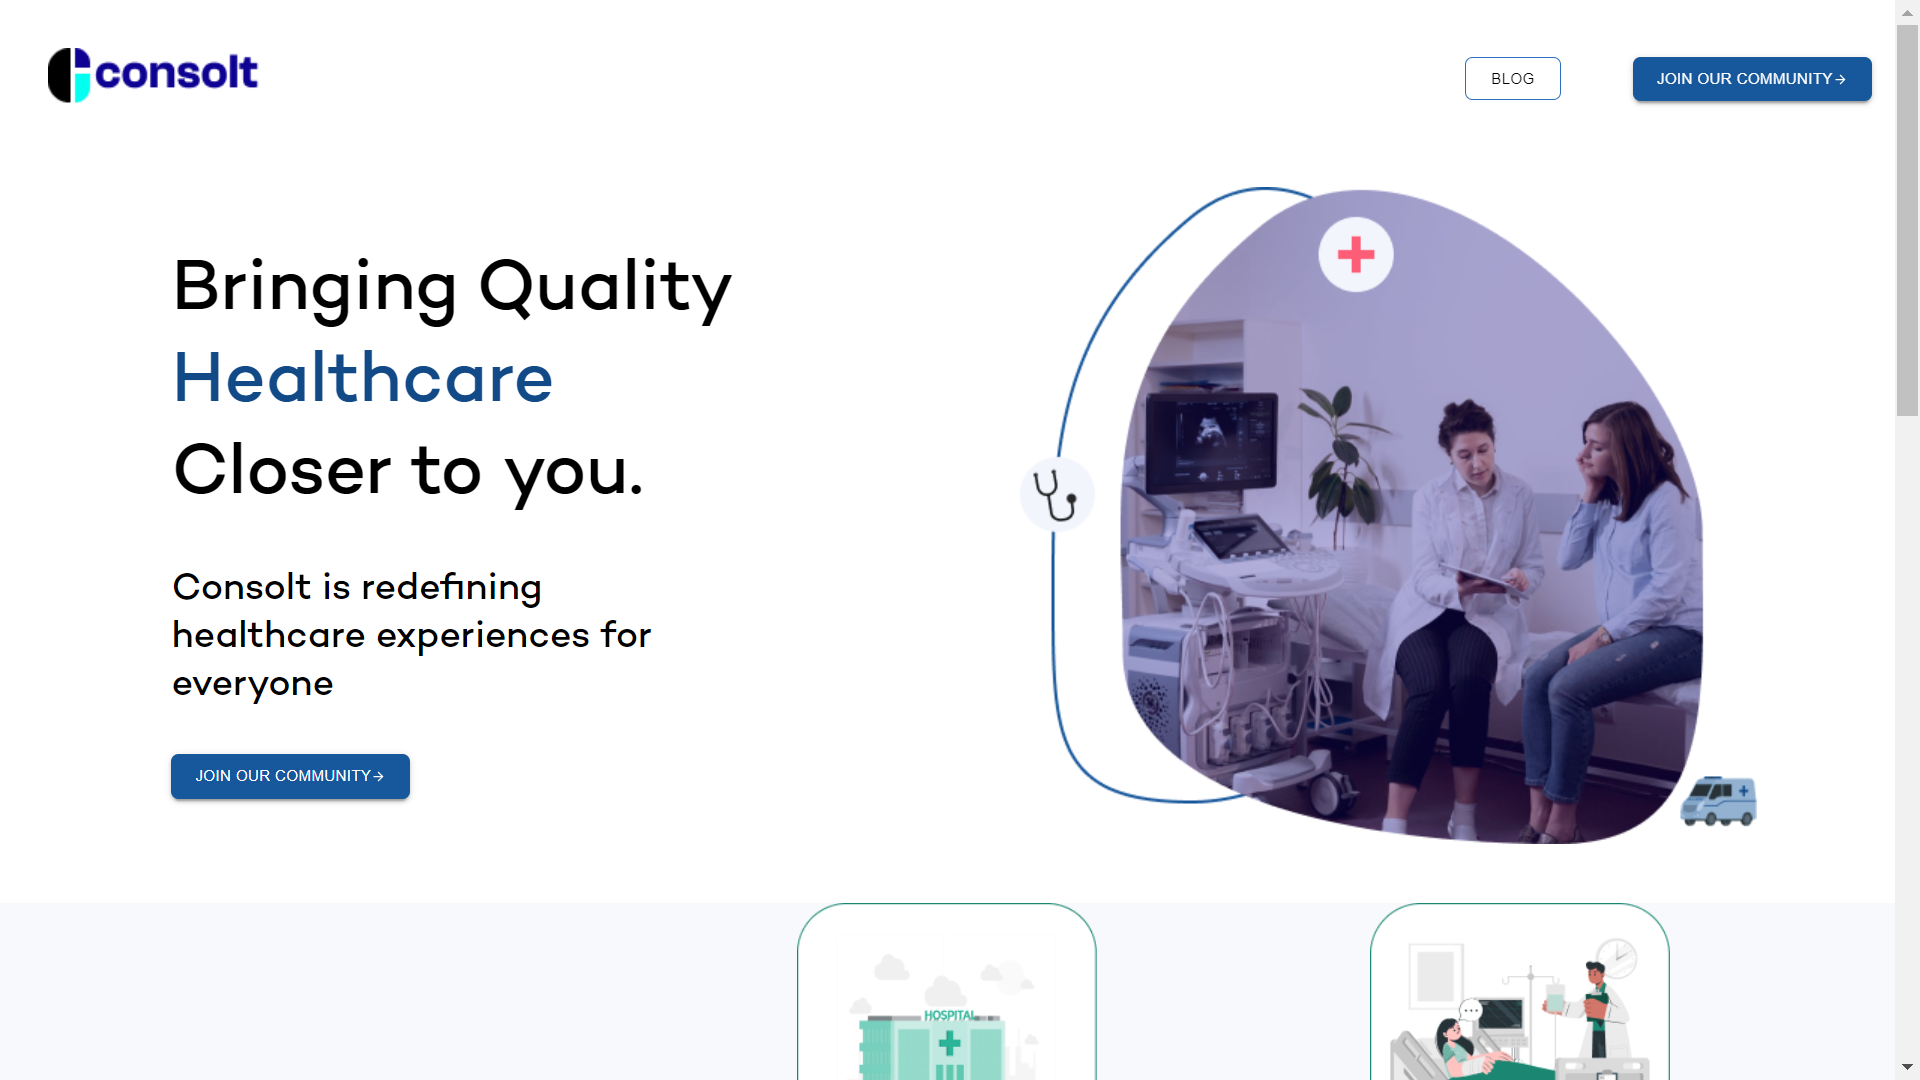 consolt
BLOG
JOIN OUR COMMUNITY→
Bringing Quality
Healthcare
Closer to you.
Consolt is redefining
healthcare experiences for
everyone
JOIN OUR COMMUNITY→
HOSPITAL